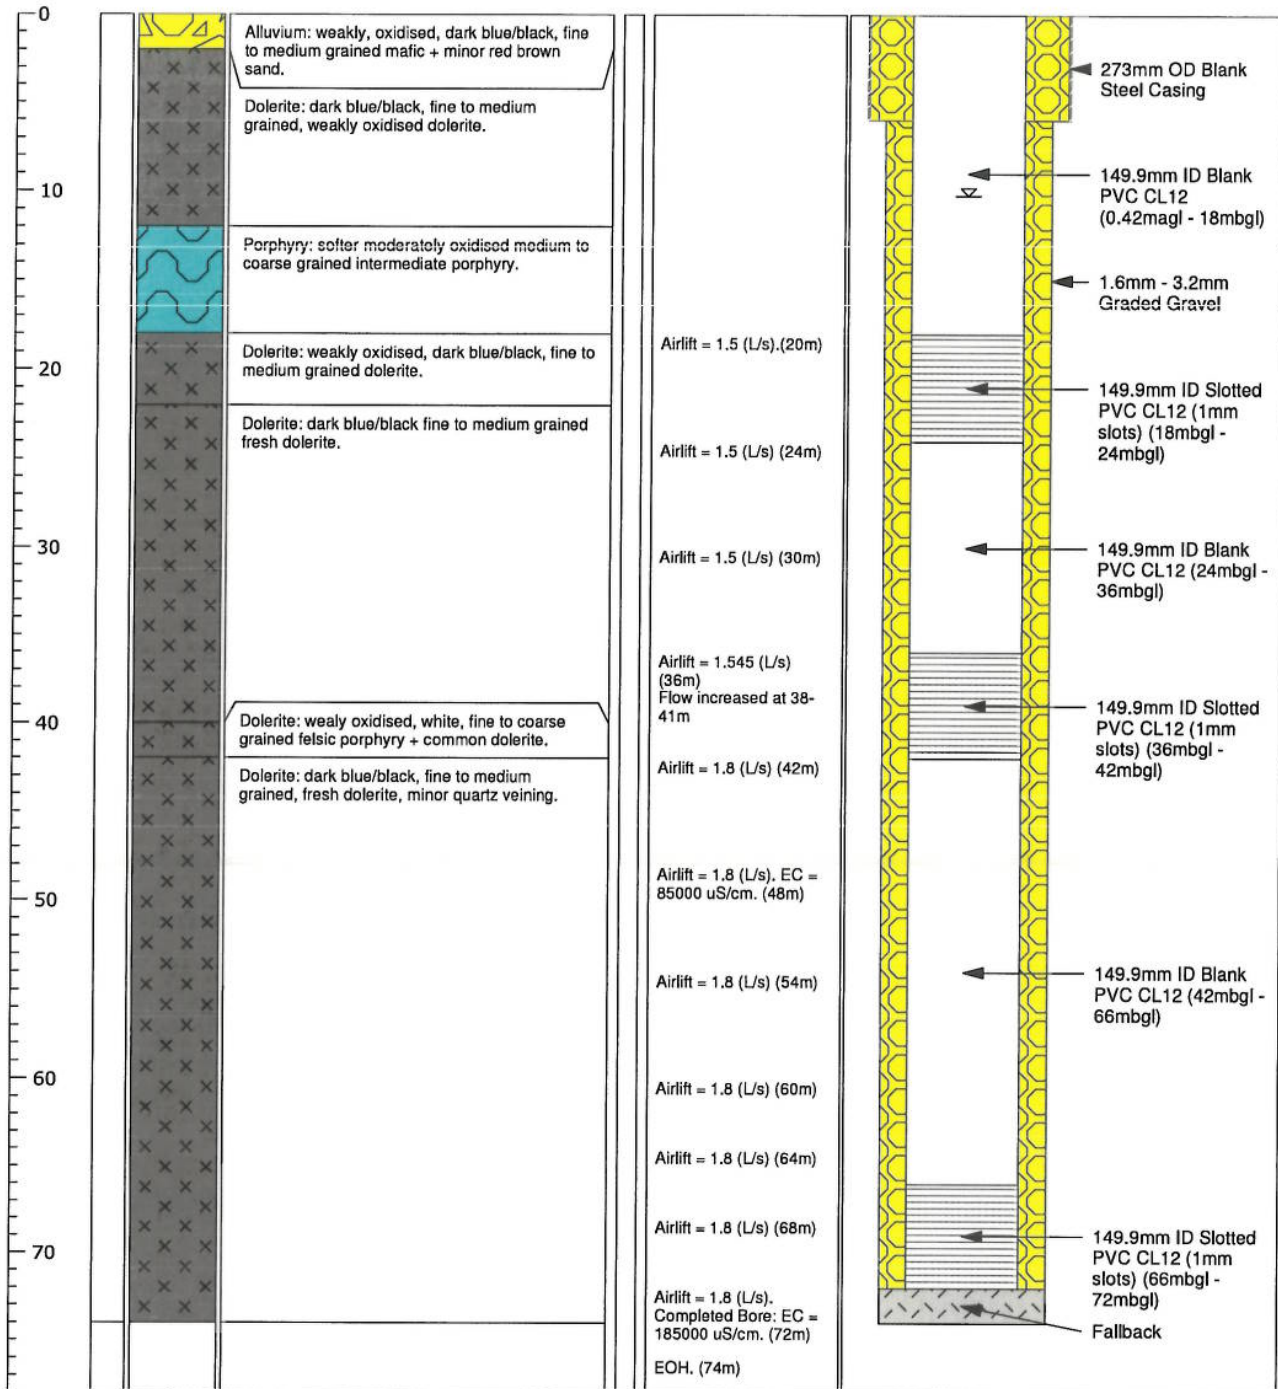 0
10
20
30
40
50
60
70
Alluvium: weakly, oxidised, dark blue/black, fine
to medium grained mafic + minor red brown
sand.
Dolerite: dark blue/black, fine to medium
grained, weakly oxidised dolerite.
Porphyry: softer moderately oxidised medium to
coarse grained intermediate porphyry.
Dolerite: weakly oxidised, dark blue/black, fine to
medium grained dolerite.
Dolerite: dark blue/black fine to medium grained
fresh dolerite.
Dolerite: wealy oxidised, white, fine to coarse
grained felsic porphyry + common dolerite.
Dolerite: dark blue/black, fine to medium
grained, fresh dolerite, minor quartz veining.
Airlift = 1.5 (L/s).(20m)
Airlift = 1.5 (L/s) (24m)
Airlift = 1.5 (L/s) (30m)
Airlift = 1.545 (L/s)
(36m)
Flow increased at 38-
41m
Airlift = 1.8 (L/s) (42m)
Airlift = 1.8 (L/s). EC =
85000 uS/cm. (48m)
Airlift = 1.8 (L/s) (54m)
Airlift = 1.8 (L/s) (60m)
Airlift = 1.8 (L/s) (64m)
Airlift = 1.8 (L/s) (68m)
Airlift = 1.8 (L/s).
Completed Bore: EC =
185000 uS/cm. (72m)
EOH. (74m)
273mm OD Blank
Steel Casing
149.9mm ID Blank
PVC CL12
(0.42magl - 18mbgl)
1.6mm - 3.2mm
Graded Gravel
149.9mm ID Slotted
PVC CL12 (1mm
slots) (18mbgl -
24mbgl)
149.9mm ID Blank
PVC CL12 (24mbgl -
36mbgl)
149.9mm ID Slotted
PVC CL12 (1mm
slots) (36mbgl -
42mbgl)
149.9mm ID Blank
PVC CL12 (42mbgl -
66mbgl)
149.9mm ID Slotted
PVC CL12 (1mm
slots) (66mbgl -
72mbgl)
Fallback